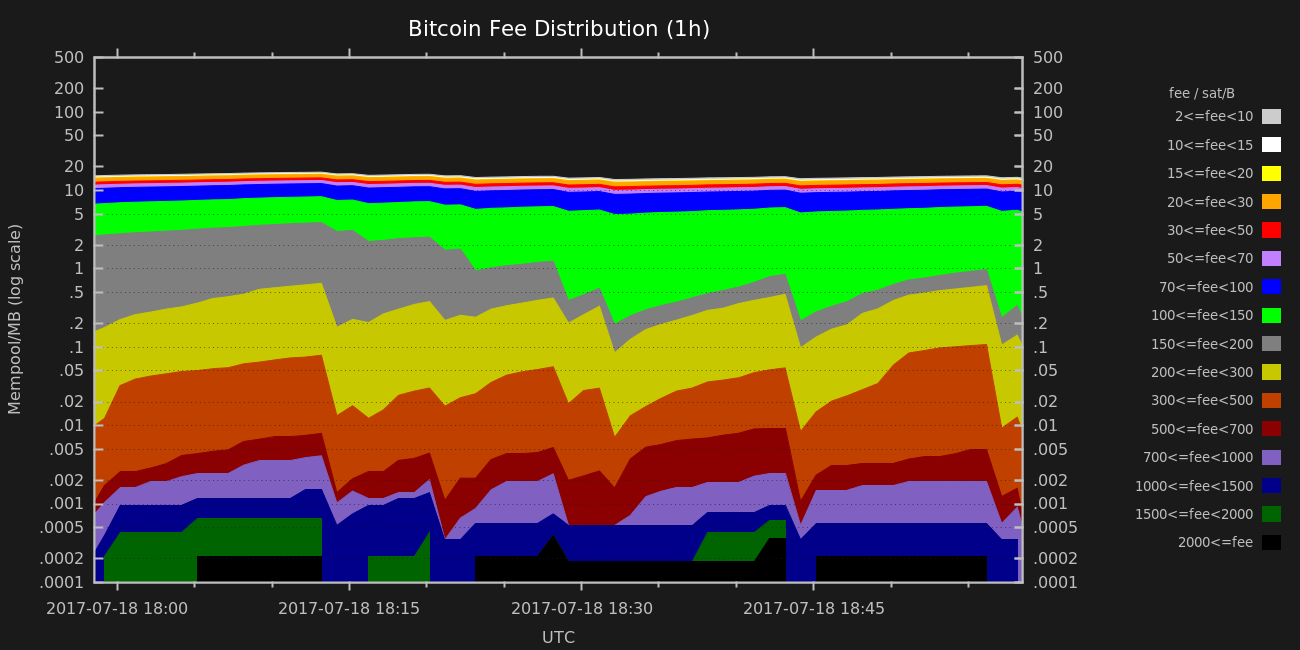 Bitcoin Fee Distribution (1h)
500
200
100
50
20
10
5
2
1
.5
.2
.1
.05
.02
.01
.005
.002
.001
.0005
.0002
.0001
Mempool/MB (log scale)
500
200
100
50
20
10
5
2
1
.5
.2
.1
.05
.02
.01
.005
.002
.001
.0005
.0002
.0001
2017-07-18 18:00
2017-07-18 18:15
2017-07-18 18:30
2017-07-18 18:45
UTC
fee / sat/B
2<=fee<10
10<=fee<15
15<=fee<20
20<=fee<30
30<=fee<50
50<=fee<70
70<=fee<100
100<=fee<150
150<=fee<200
200<=fee<300
300<=fee<500
500<=fee<700
700<=fee<1000
1000<=fee<1500
1500<=fee<2000
2000<=fee